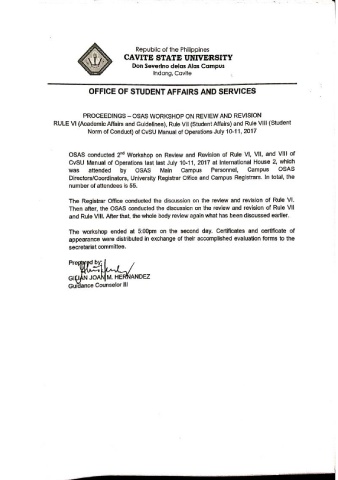 Republic of the Philippines
CAVITE STATE UNIVERSITY
Don Severino delas Alas Campus
Indang, Cavite
OFFICE OF STUDENT AFFAIRS AND SERVICES
PROCEEDINGS – OSAS WORKSHOP ON REVIEW AND REVISION
RULE VI (Academic Affairs and Guidelines), Rule VII (Student Affairs) and Rule VIII (Student
Norm of Conduct) of CvSU Manual of Operations July 10-11, 2017
OSAS conducted 2nd Workshop on Review and Revision of Rule VI, VII, and VIII of
CvSU Manual of Operations last last July 10-11, 2017 at International House 2, which
was attended by OSAS Main Campus Personnel, Campus OSAS
Directors/Coordinators, University Registrar Office and Campus Registrars. In total, the
number of attendees is 55.
The Registrar Office conducted the discussion on the review and revision of Rule VI.
Then after, the OSAS conducted the discussion on the review and revision of Rule VII
and Rule VIII. After that, the whole body review again what has been discussed earlier.
The workshop ended at 5:00pm on the second day. Certificates and certificate of
appearance were distributed in exchange of their accomplished evaluation forms to the
secretariat committee.
Prepared by:
GILIAN JOAN M. HERNANDEZ
Guidance Counselor III